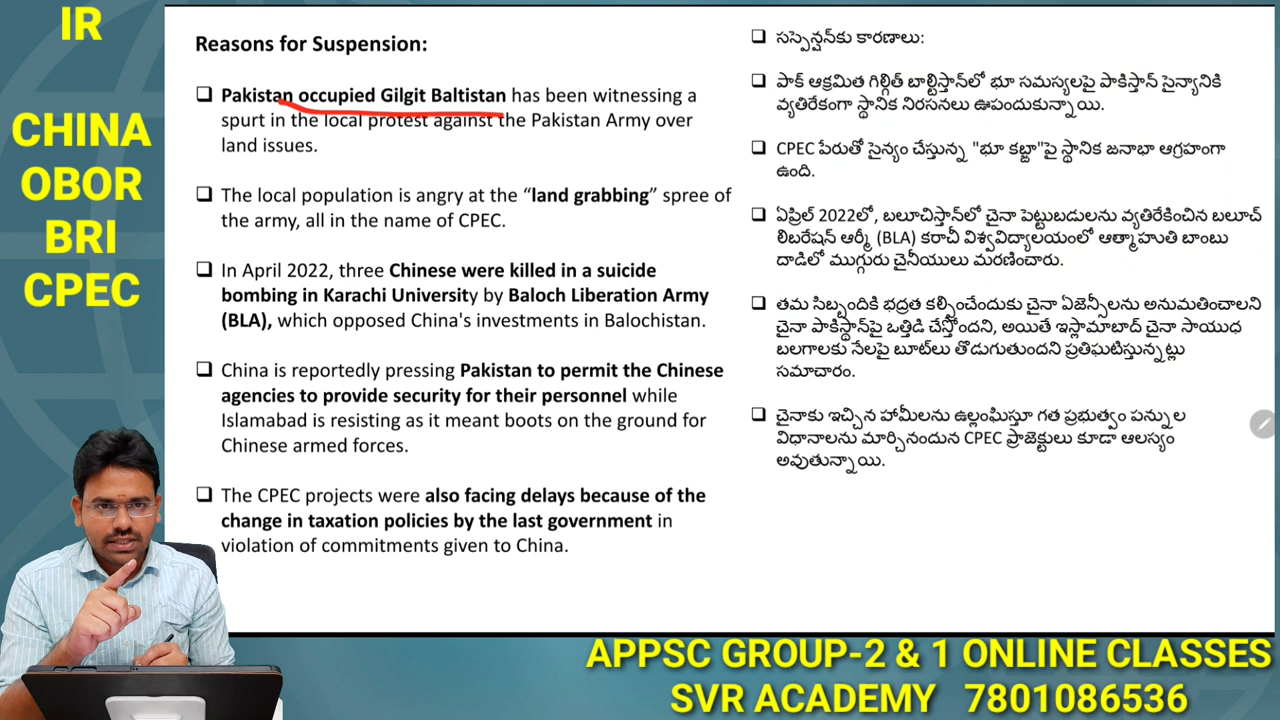 IR
CHINA
OBOR
BRI
CPEC
Reasons for Suspension:
❑ Pakistan occupied Gilgit Baltistan has been witnessing a
spurt in the local protest against the Pakistan Army over
land issues.
❑ The local population is angry at the “land grabbing” spree of
the army, all in the name of CPEC.
❑ In April 2022, three Chinese were killed in a suicide
bombing in Karachi University by Baloch Liberation Army
(BLA), which opposed China's investments in Balochistan.
❑ China is reportedly pressing Pakistan to permit the Chinese
agencies to provide security for their personnel while
Islamabad is resisting as it meant boots on the ground for
Chinese armed forces.
❑ The CPEC projects were also facing delays because of the
change in taxation policies by the last government in
violation of commitments given to China.
❑ సస్పెన్షన్‌కు కారణాలు:
❑ పాక్ ఆక్రమిత గిల్గిత్ బాల్టిస్తాన్‌లో భూ సమస్యలపై పాకిస్తాన్ సైన్యానికి
వ్యతిరేకంగా స్థానిక నిరసనలు ఊపందుకున్నాయి.
❑ CPEC పేరుతో సైన్యం చేస్తున్న "భూ కబ్జా"పై స్థానిక జనాభా ఆగ్రహంగా
ఉంది.
❑ ఏప్రిల్ 2022లో, బలూచిస్తాన్‌లో చైనా పెట్టుబడులను వ్యతిరేకించిన బలూచ్
లిబరేషన్ ఆర్మీ (BLA) కరాచీ విశ్వవిద్యాలయంలో ఆత్మాహుతి బాంబు
దాడిలో ముగ్గురు చైనీయులు మరణించారు.
❑ తమ సిబ్బందికి భద్రత కల్పించేందుకు చైనా ఏజెన్సీలను అనుమతించాలని
చైనా పాకిస్థాన్‌పై ఒత్తిడి చేస్తోందని, అయితే ఇస్లామాబాద్ చైనా సాయుధ
బలగాలకు నేలపై బూట్‌లు తొడుగుతుందని ప్రతిఘటిస్తున్నట్లు
సమాచారం.
❑ చైనాకు ఇచ్చిన హామీలను ఉల్లంఘిస్తూ గత ప్రభుత్వం పన్నుల
విధానాలను మార్చినందున CPEC ప్రాజెక్టులు కూడా ఆలస్యం
అవుతున్నాయి.
APPSC GROUP-2 & 1 ONLINE CLASSES
SVR ACADEMY 7801086536